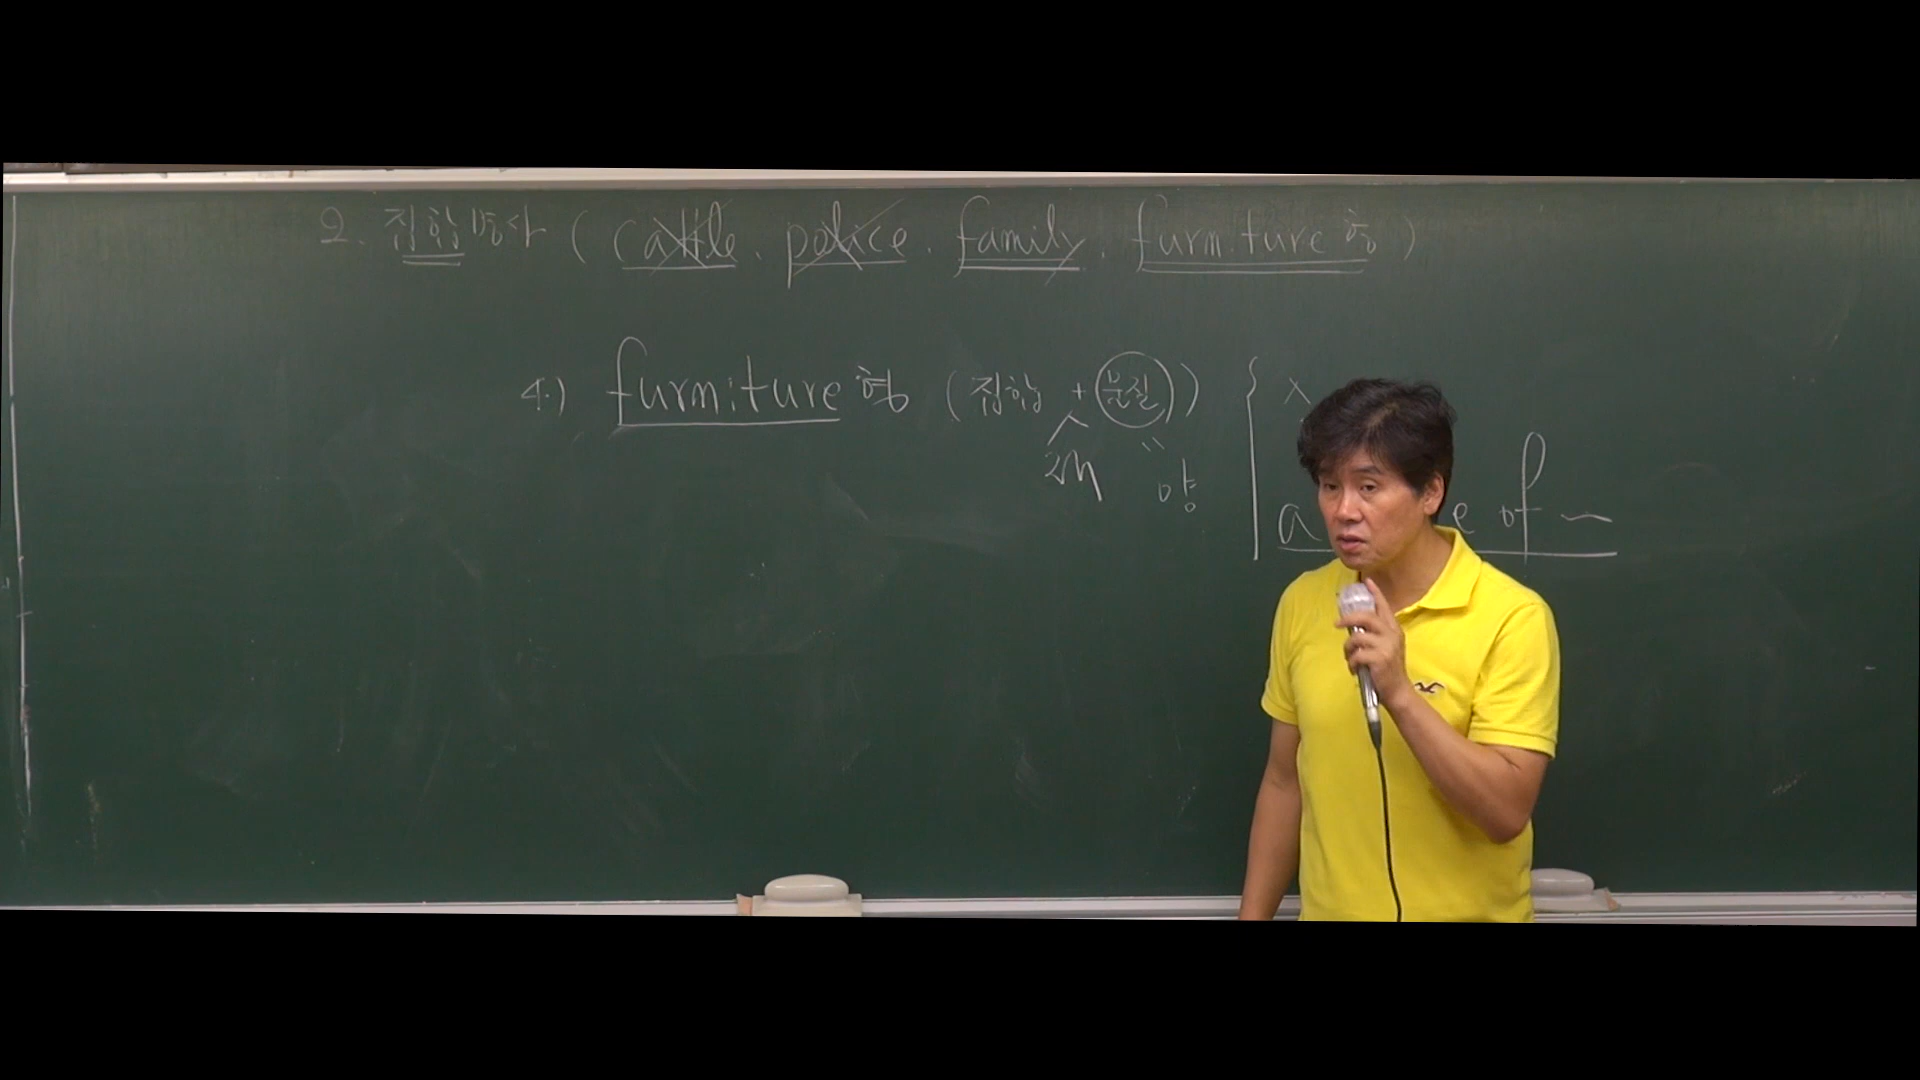 2. 집합명사 ( cattle. police. family. furniture 형 )
4.) furniture 형 ( 집합 + 물질 ) { x
양
a e of ~